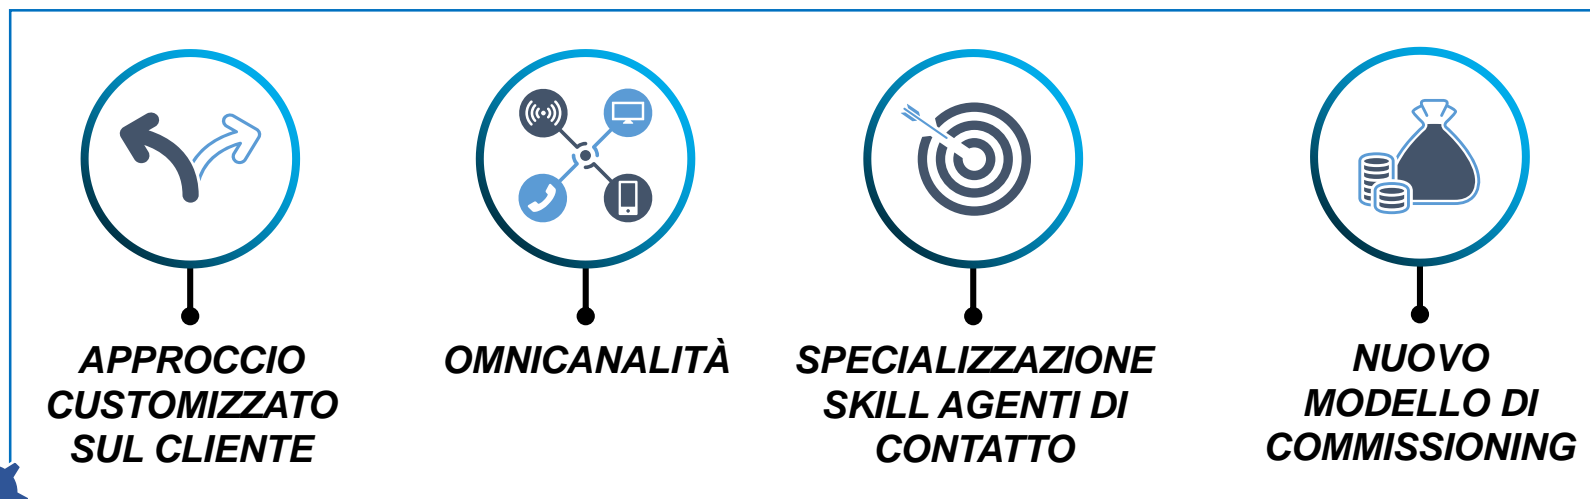 APPROCCIO
CUSTOMIZZATO
SUL CLIENTE
OMNICANALITÀ
SPECIALIZZAZIONE
SKILL AGENTI DI
CONTATTO
NUOVO
MODELLO DI
COMMISSIONING